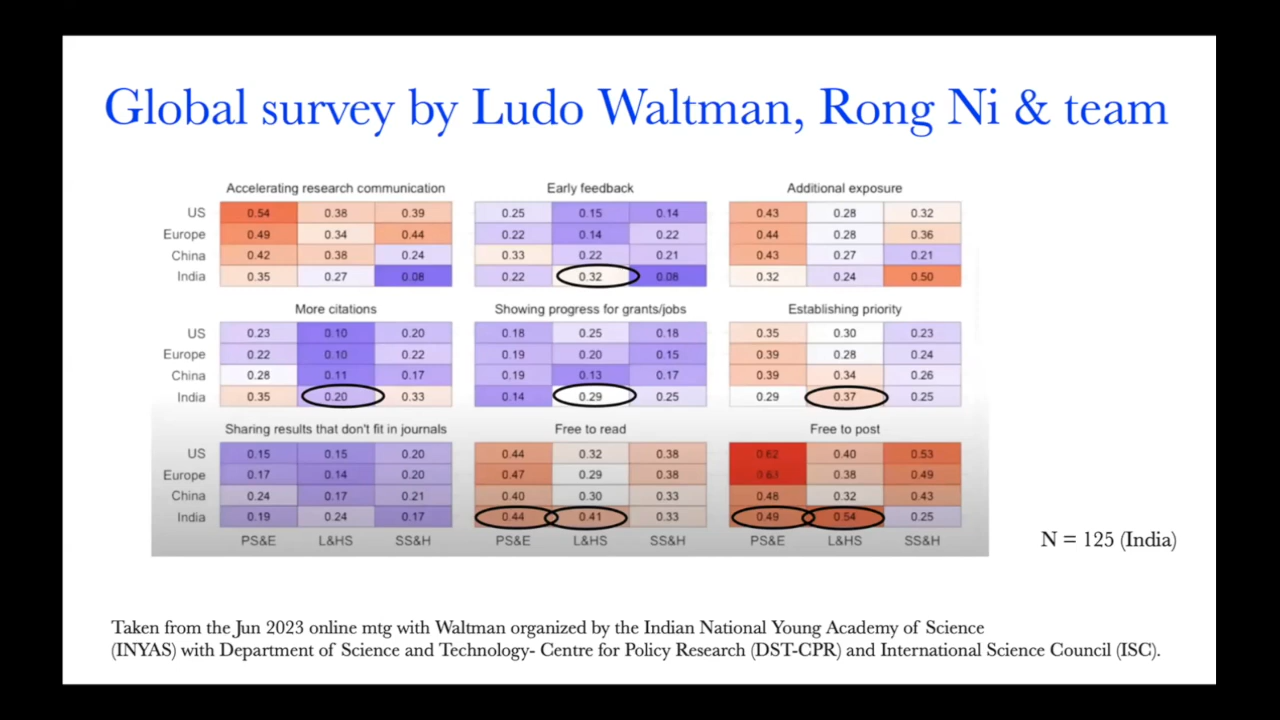 Global survey by Ludo Waltman, Rong Ni & team
Accelerating research communication Early feedback Additional exposure
US 0.54 0.38 0.39 0.25 0.15 0.14 0.43 0.28 0.32
Europe 0.49 0.34 0.44 0.22 0.14 0.22 0.44 0.28 0.36
China 0.42 0.38 0.24 0.33 0.22 0.21 0.43 0.27 0.21
India 0.35 0.27 0.08 0.22 0.32 0.08 0.32 0.24 0.50
More citations Showing progress for grants/jobs Establishing priority
US 0.23 0.10 0.20 0.18 0.25 0.18 0.35 0.30 0.23
Europe 0.22 0.10 0.22 0.19 0.20 0.15 0.39 0.28 0.24
China 0.28 0.11 0.17 0.19 0.13 0.17 0.39 0.34 0.26
India 0.35 0.20 0.33 0.14 0.29 0.25 0.29 0.37 0.25
Sharing results that don't fit in journals Free to read Free to post
US 0.15 0.15 0.20 0.44 0.32 0.38 0.62 0.40 0.53
Europe 0.17 0.14 0.20 0.47 0.29 0.38 0.63 0.38 0.49
China 0.24 0.17 0.21 0.40 0.30 0.33 0.48 0.32 0.43
India 0.19 0.24 0.17 0.44 0.41 0.33 0.49 0.54 0.25
PS&E L&HS SS&H PS&E L&HS SS&H PS&E L&HS SS&H
N = 125 (India)
Taken from the Jun 2023 online mtg with Waltman organized by the Indian National Young Academy of Science
(INYAS) with Department of Science and Technology- Centre for Policy Research (DST-CPR) and International Science Council (ISC).